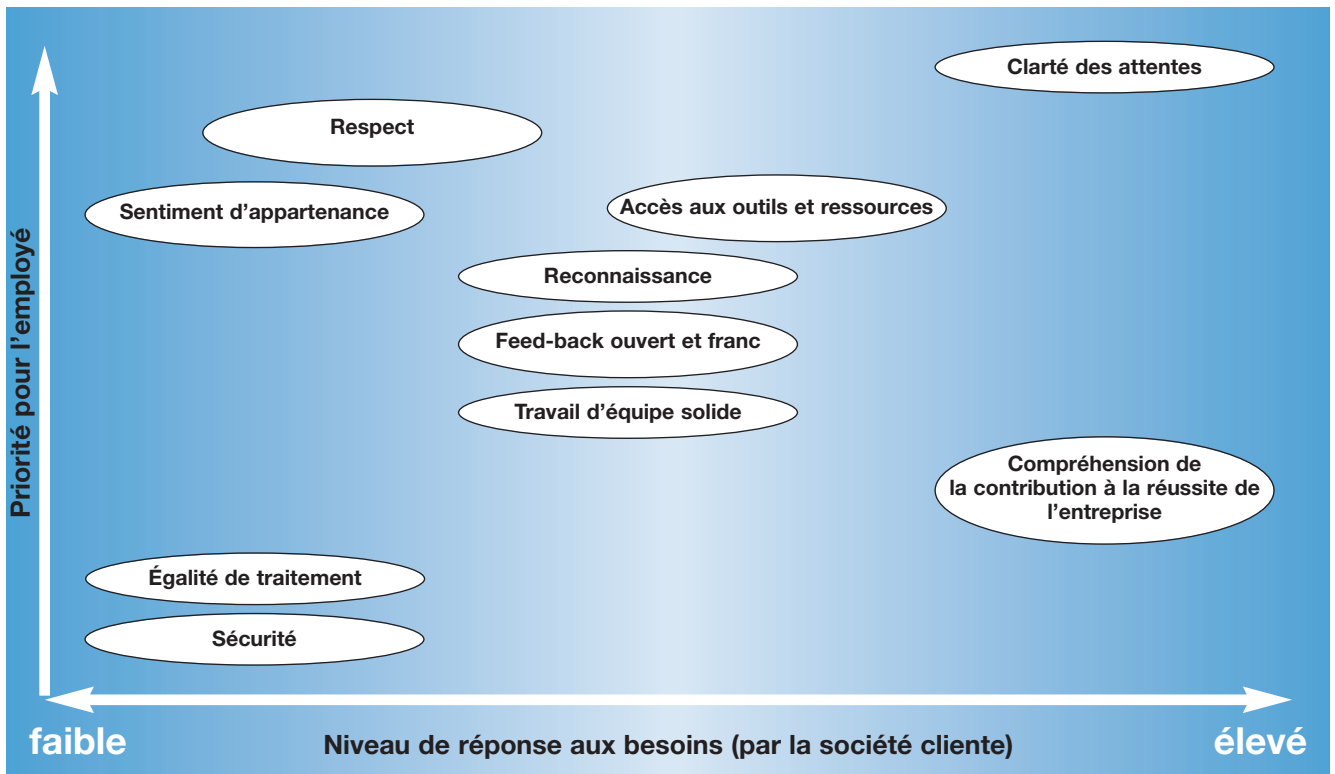 Clarté des attentes
Respect
Sentiment d'appartenance
Accès aux outils et ressources
Reconnaissance
Feed-back ouvert et franc
Travail d'équipe solide
Compréhension de
la contribution à la réussite de
l'entreprise
Égalité de traitement
Sécurité
Priorité pour l'employé
faible
Niveau de réponse aux besoins (par la société cliente)
élevé